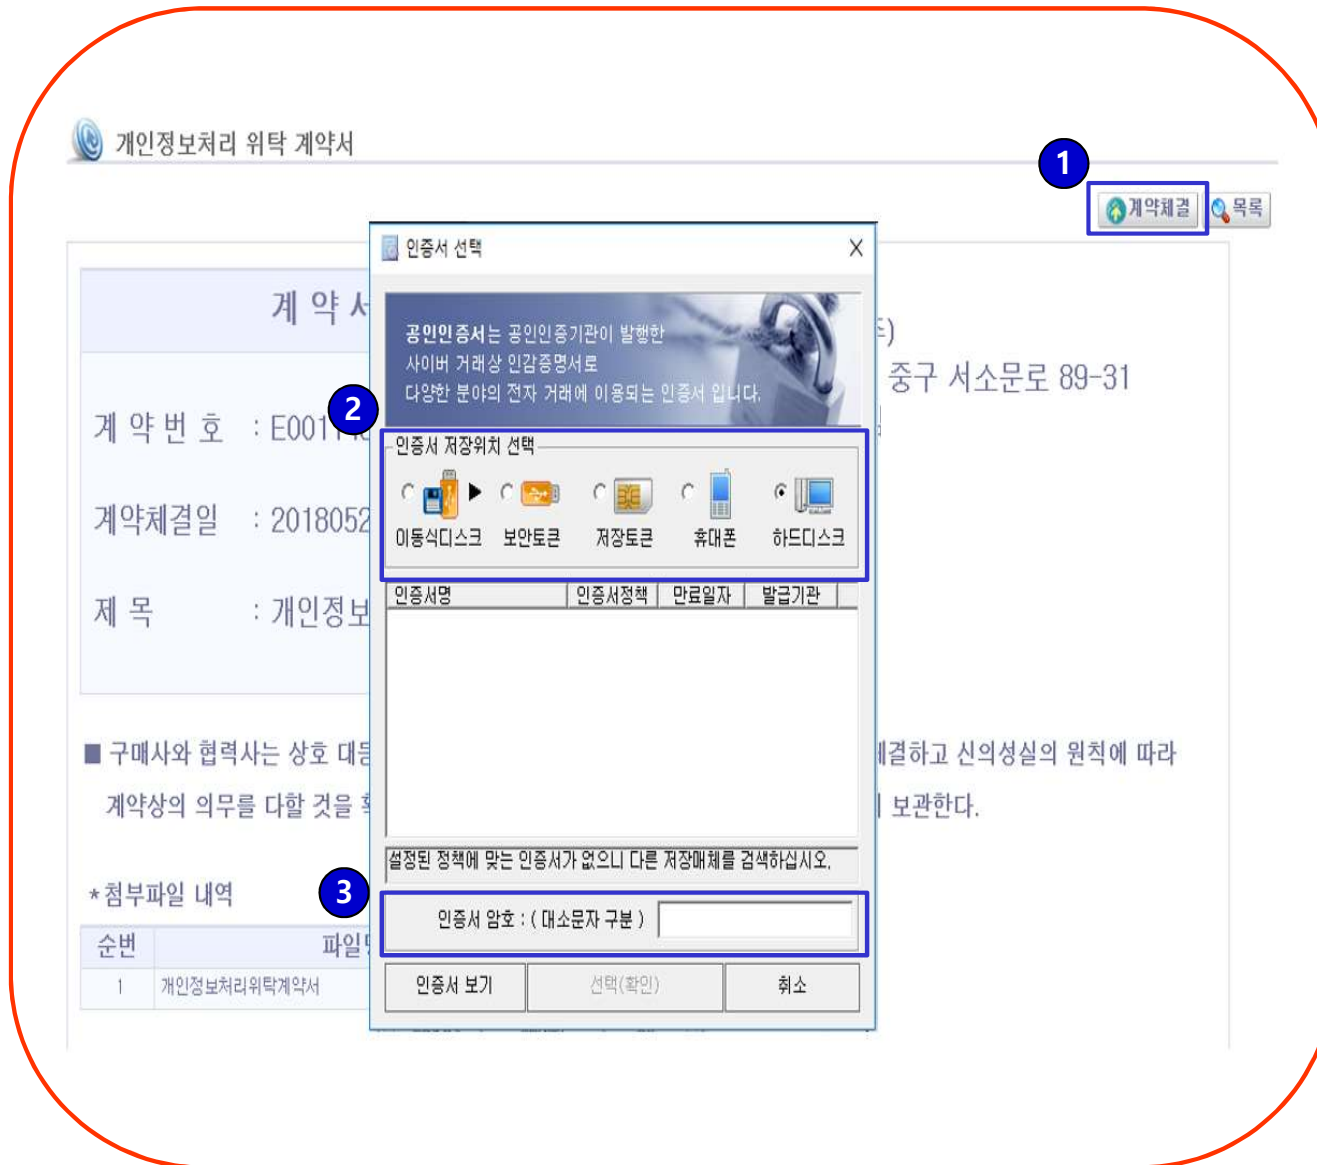 개인정보처리 위탁 계약서
1
계약체결
목록
인증서 선택
X
계 약
공인인증서는 공인인증기관이 발행한
사이버 거래상 인감증명서로
다양한 분야의 전자 거래에 이용되는 인증서 입니다.
중구 서소문로 89-31
2
계 약 번 호 : E001
인증서 저장위치 선택
이동식디스크 보안토큰 저장토큰 휴대폰 하드디스크
계약체결일 : 2018052
인증서명 인증서정책 만료일자 발급기관
제 목 : 개인정보
■ 구매사와 협력사는 상호 대등
결하고 신의성실의 원칙에 따라
계약상의 의무를 다할 것을
보관한다.
설정된 정책에 맞는 인증서가 없으니 다른 저장매체를 검색하십시오.
*첨부파일 내역
3
인증서 암호 : ( 대소문자 구분 )
순번 파일명
1 개인정보처리위탁계약서
인증서 보기 선택(확인) 취소